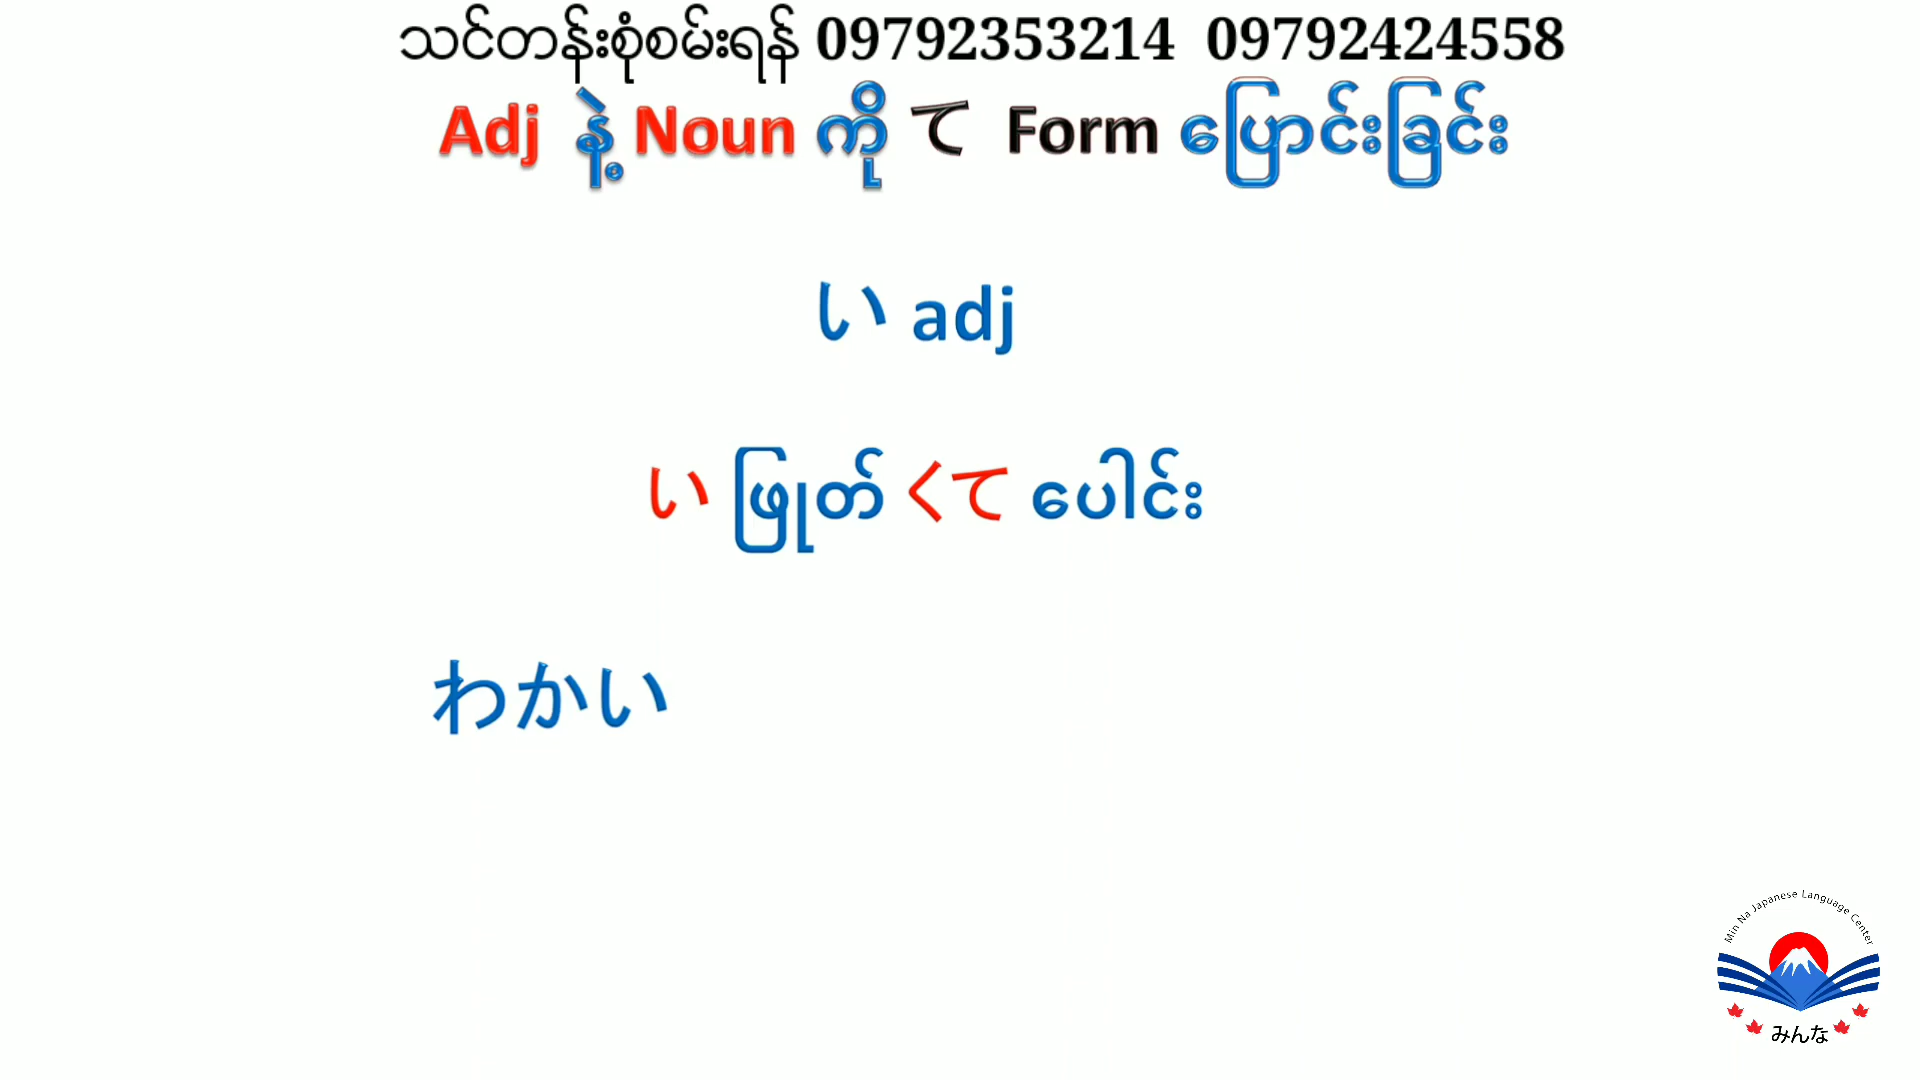 သင်တန်းစုံစမ်းရန် 09792353214 09792424558
Adj နဲ့ Noun ကို て Form ပြောင်းခြင်း
い adj
い ဖြုတ် くて ပေါင်း
わかい
Min Na Japanese Language Center
みんな